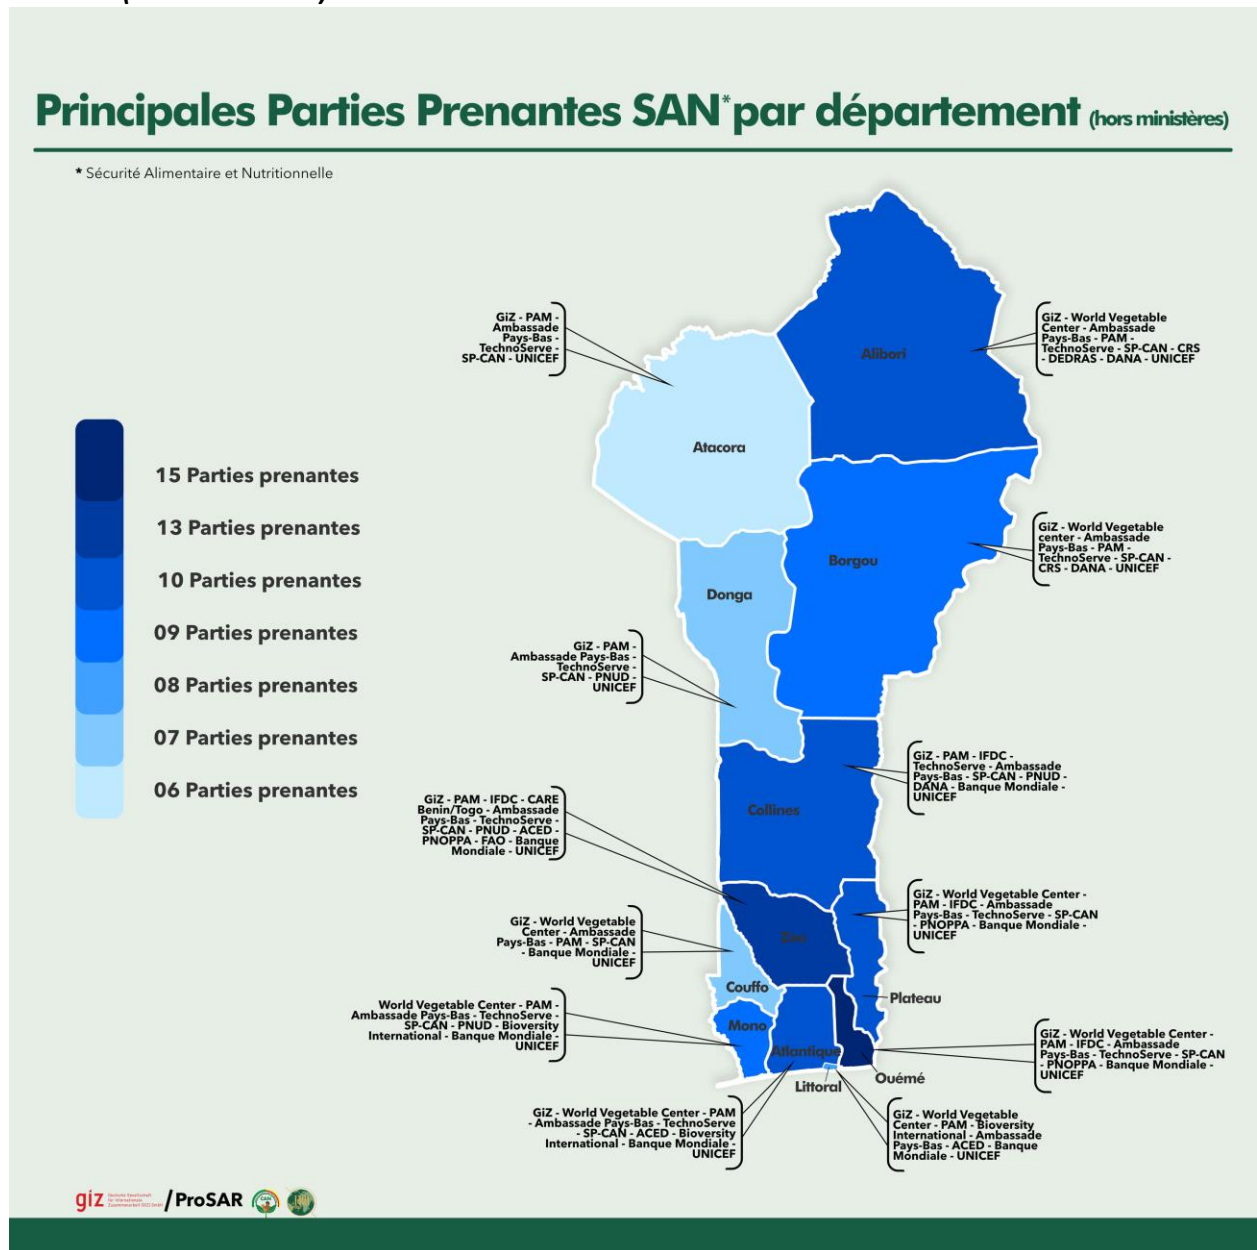 Principales Parties Prenantes SAN* par département (hors ministères)
* Sécurité Alimentaire et Nutritionnelle
GiZ - PAM -
Ambassade
Pays-Bas -
TechnoServe -
SP-CAN - UNICEF
GiZ - World Vegetable
Center - Ambassade
Pays-Bas - PAM -
TechnoServe - SP-CAN - CRS
- DEDRAS - DANA - UNICEF
Alibori
Atacora
15 Parties prenantes
13 Parties prenantes
10 Parties prenantes
09 Parties prenantes
08 Parties prenantes
07 Parties prenantes
06 Parties prenantes
GiZ - World Vegetable
center - Ambassade
Pays-Bas - PAM -
TechnoServe - SP-CAN -
CRS - DANA - UNICEF
Borgou
Donga
GiZ - PAM -
Ambassade Pays-Bas -
TechnoServe -
SP-CAN - PNUD -
UNICEF
GiZ - PAM - IFDC -
TechnoServe - Ambassade
Pays-Bas - SP-CAN - PNUD -
DANA - Banque Mondiale -
UNICEF
Collines
GiZ - PAM - IFDC - CARE
Benin/Togo - Ambassade
Pays-Bas - TechnoServe -
SP-CAN - PNUD - ACED -
PNOPPA - FAO - Banque
Mondiale - UNICEF
GiZ - World Vegetable Center -
PAM - IFDC - Ambassade
Pays-Bas - TechnoServe - SP-CAN
- PNOPPA - Banque Mondiale -
UNICEF
Zou
GiZ - World Vegetable
Center - Ambassade
Pays-Bas - PAM - SP-CAN
- Banque Mondiale -
UNICEF
Couffo
Plateau
World Vegetable Center - PAM -
Ambassade Pays-Bas - TechnoServe -
SP-CAN - PNUD - Bioversity
International - Banque Mondiale -
UNICEF
Mono
Atlantique
GiZ - World Vegetable Center -
PAM - IFDC - Ambassade
Pays-Bas - TechnoServe - SP-CAN
- PNOPPA - Banque Mondiale -
UNICEF
Ouémé
Littoral
GiZ - World Vegetable Center - PAM
- Ambassade Pays-Bas - TechnoServe
- SP-CAN - ACED - Bioversity
International - Banque Mondiale -
UNICEF
GiZ - World Vegetable
Center - PAM - Bioversity
International - Ambassade
Pays-Bas - ACED - Banque
Mondiale - UNICEF
giz Deutsche Gesellschaft
für Internationale
Zusammenarbeit (GIZ) GmbH
/ProSAR